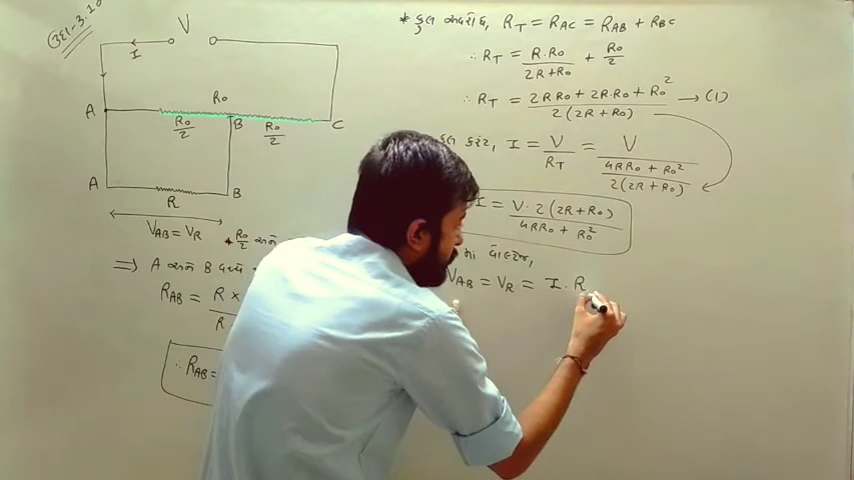 ઉદા-3.10
V
I
R₀
A
B
C
R₀/2
R₀/2
A
R
B
V_AB = V_R
* R₀/2 અને
⇒ A અને B વચ્ચે
R_AB = R ×
R
∴ R_AB =
* કુલ અવરોધ, R_T = R_AC = R_AB + R_BC
∴ R_T = R·R₀/(2R+R₀) + R₀/2
∴ R_T = (2RR₀ + 2R·R₀ + R₀²)/(2(2R+R₀)) → (1)
કુલ કરંટ, I = V/R_T = V/((4RR₀ + R₀²)/(2(2R+R₀)))
I = V·2(2R+R₀)/(4RR₀ + R₀²)
V_AB = V_R = I·R